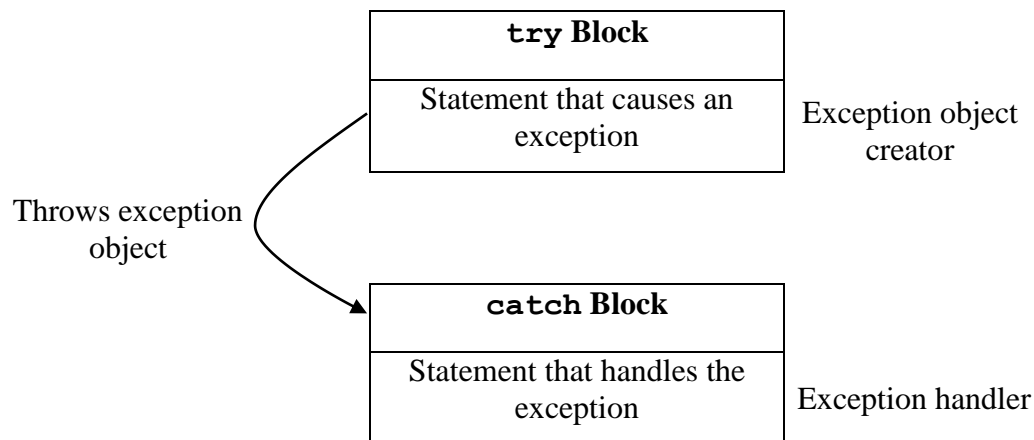 try Block
Statement that causes an
exception
Exception object
creator
Throws exception
object
catch Block
Statement that handles the
exception
Exception handler